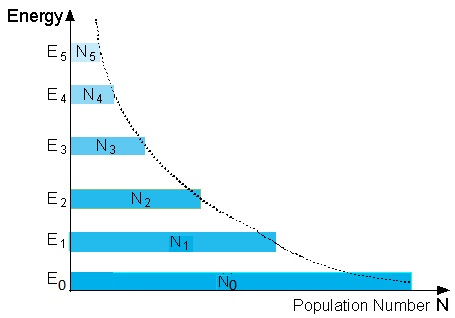 Energy
E5 N5
E4 N4
E3 N3
E2 N2
E1 N1
E0 N0
Population Number N